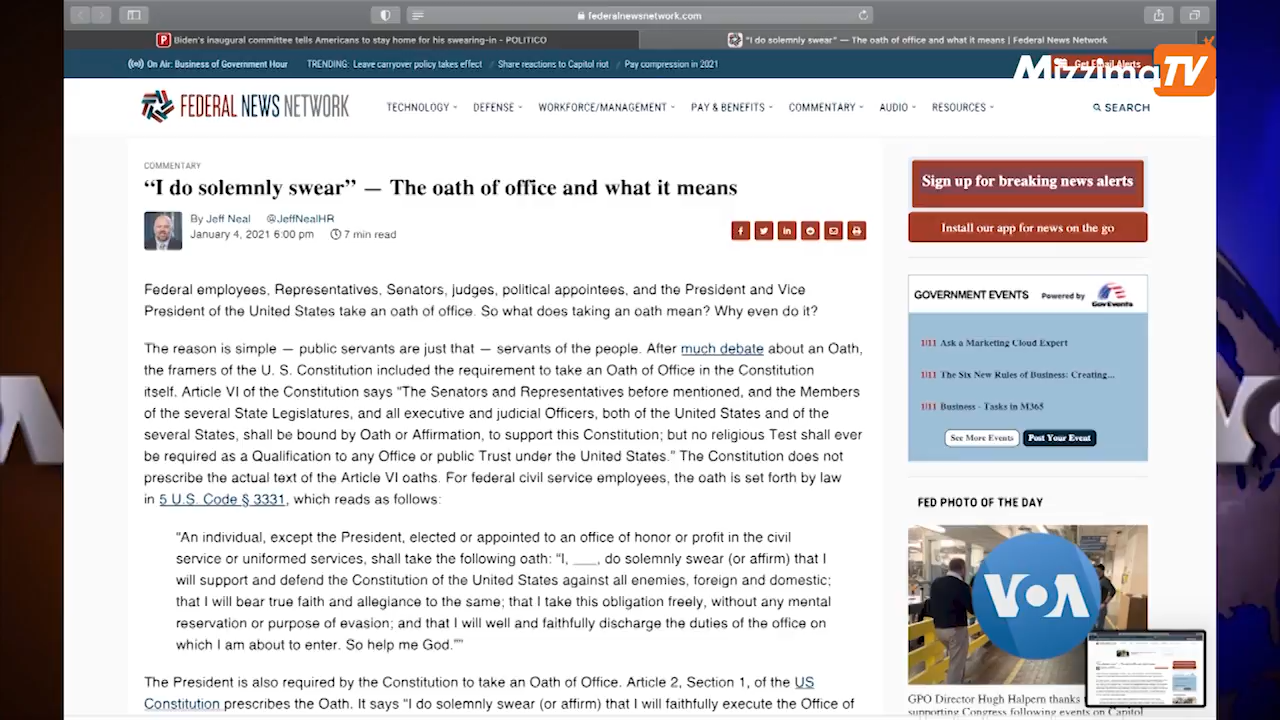 federalnewsnetwork.com
Biden's inaugural committee tells Americans to stay home for his swearing-in - POLITICO
"I do solemnly swear" — The oath of office and what it means | Federal News Network
On Air: Business of Government Hour
TRENDING: Leave carryover policy takes effect // Share reactions to Capitol riot // Pay compression in 2021
Get Email Alerts
Mizzima TV
FEDERAL NEWS NETWORK
TECHNOLOGY DEFENSE WORKFORCE/MANAGEMENT PAY & BENEFITS COMMENTARY AUDIO RESOURCES SEARCH
COMMENTARY
“I do solemnly swear” — The oath of office and what it means
By Jeff Neal @JeffNealHR
January 4, 2021 6:00 pm 7 min read
Federal employees, Representatives, Senators, judges, political appointees, and the President and Vice
President of the United States take an oath of office. So what does taking an oath mean? Why even do it?
The reason is simple — public servants are just that — servants of the people. After much debate about an Oath,
the framers of the U. S. Constitution included the requirement to take an Oath of Office in the Constitution
itself. Article VI of the Constitution says “The Senators and Representatives before mentioned, and the Members
of the several State Legislatures, and all executive and judicial Officers, both of the United States and of the
several States, shall be bound by Oath or Affirmation, to support this Constitution; but no religious Test shall ever
be required as a Qualification to any Office or public Trust under the United States.” The Constitution does not
prescribe the actual text of the Article VI oaths. For federal civil service employees, the oath is set forth by law
in 5 U.S. Code § 3331, which reads as follows:
“An individual, except the President, elected or appointed to an office of honor or profit in the civil
service or uniformed services, shall take the following oath: “I, ___, do solemnly swear (or affirm) that I
will support and defend the Constitution of the United States against all enemies, foreign and domestic;
that I will bear true faith and allegiance to the same; that I take this obligation freely, without any mental
reservation or purpose of evasion; and that I will well and faithfully discharge the duties of the office on
which I am about to enter. So help me God.””
The President is also required by the
US
Constitution prescribes the Oath. It says
swear (or affirm) that I will faithfully execute the Office of
Sign up for breaking news alerts
Install our app for news on the go
GOVERNMENT EVENTS Powered by GovEvents
1|11 Ask a Marketing Cloud Expert
1|11 The Six New Rules of Business: Creating...
1|11 Business - Tasks in M365
See More Events Post Your Event
FED PHOTO OF THE DAY
VOA
GPO Director Hugh Halpern thanks
supporting Congress following events on Capitol